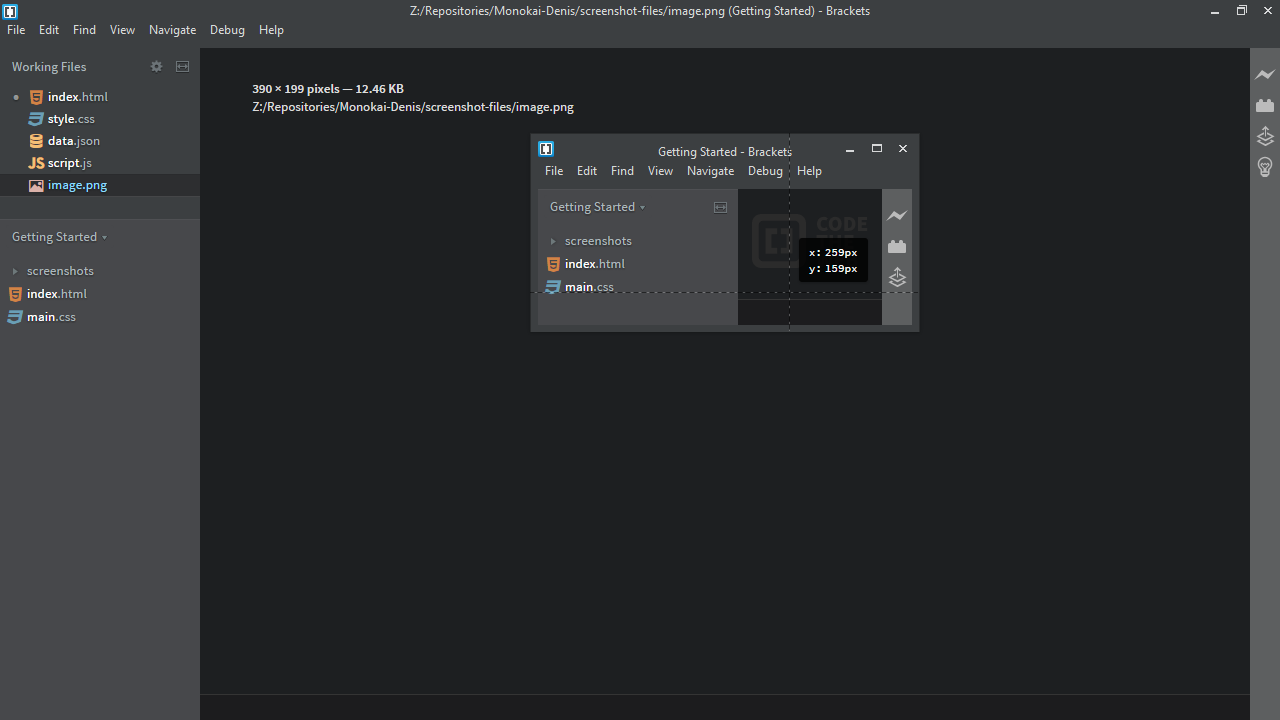 Z:/Repositories/Monokai-Denis/screenshot-files/image.png (Getting Started) - Brackets
File Edit Find View Navigate Debug Help
Working Files
index.html
style.css
data.json
JS script.js
image.png
Getting Started
screenshots
index.html
main.css
390 × 199 pixels — 12.46 KB
Z:/Repositories/Monokai-Denis/screenshot-files/image.png
Getting Started - Brackets
File Edit Find View Navigate Debug Help
Getting Started
screenshots
index.html
main.css
CODE
x: 259px
y: 159px